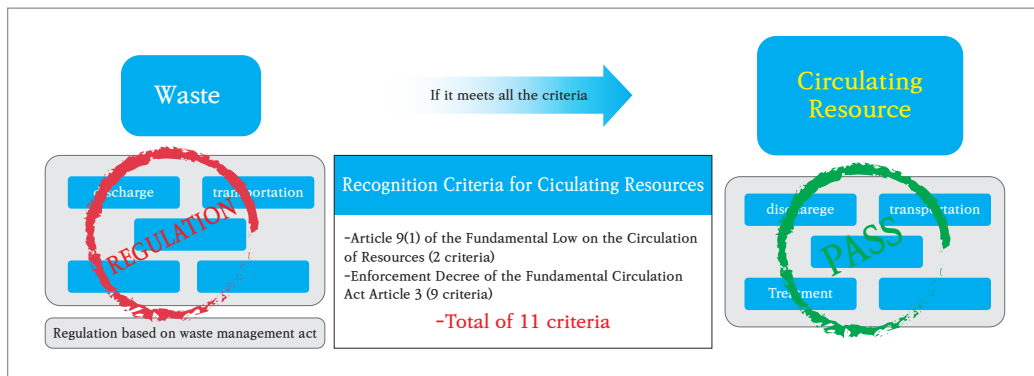 Waste
If it meets all the criteria
Circulating
Resource
discharge
transportation
REGULATION
Regulation based on waste management act
Recognition Criteria for Ciculating Resources
-Article 9(1) of the Fundamental Low on the Circulation
of Resources (2 criteria)
-Enforcement Decree of the Fundamental Circulation
Act Article 3 (9 criteria)
-Total of 11 criteria
discharege
transportation
PASS
Treatment